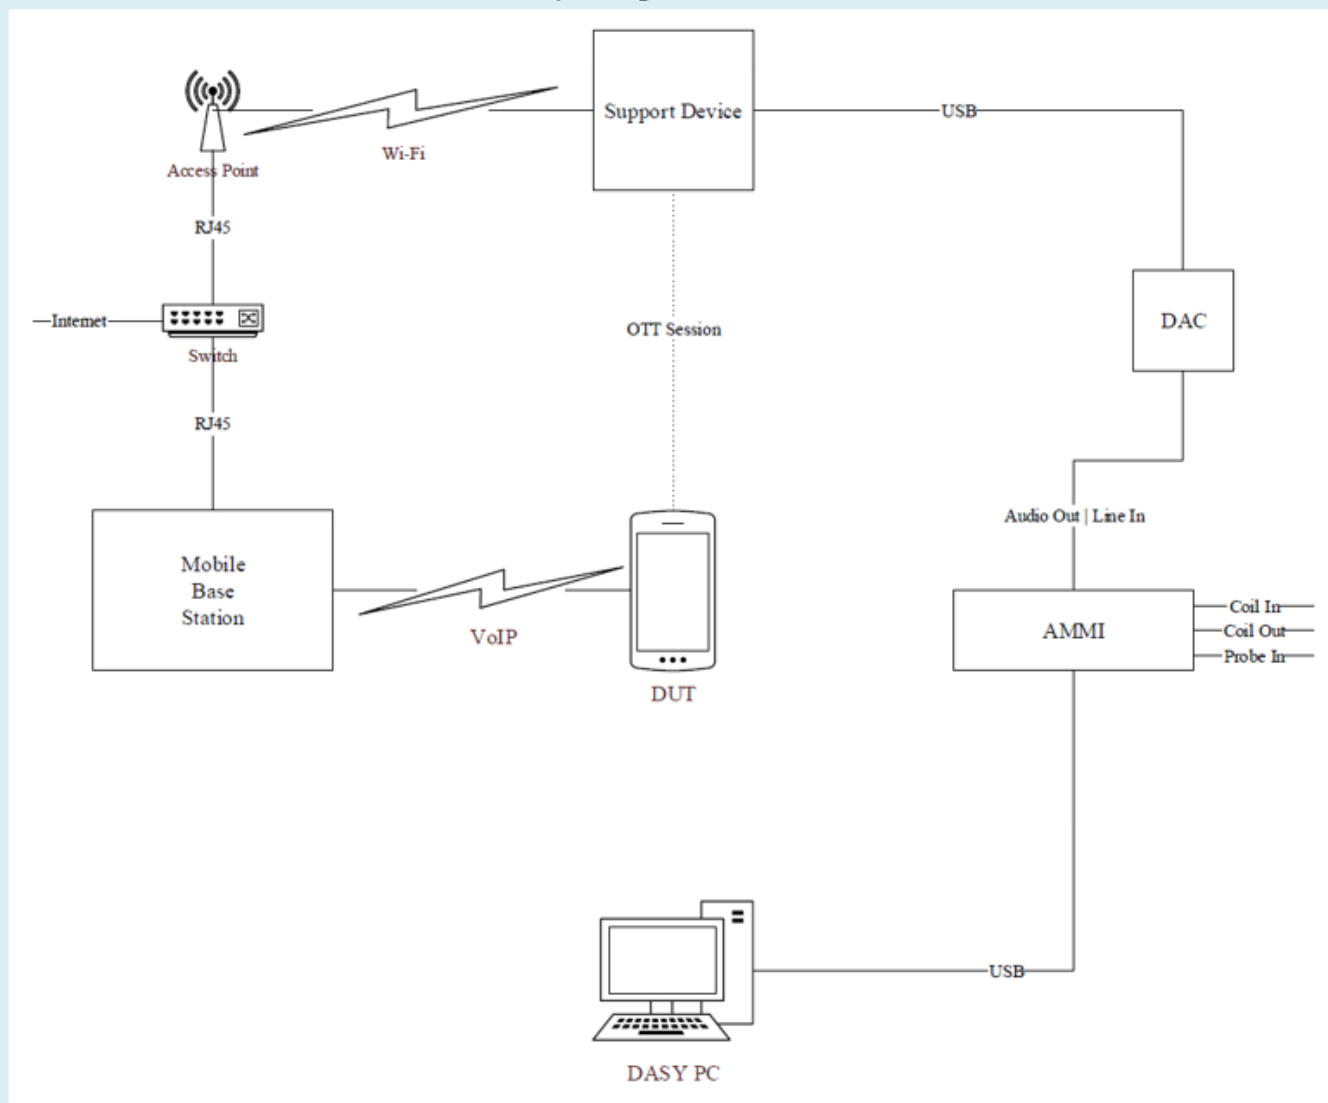 Support Device
USB
Wi-Fi
Access Point
RJ45
Internet
Switch
OTT Session
DAC
RJ45
Audio Out | Line In
Mobile
Base
Station
VoIP
DUT
AMMI
Coil In
Coil Out
Probe In
USB
DASY PC